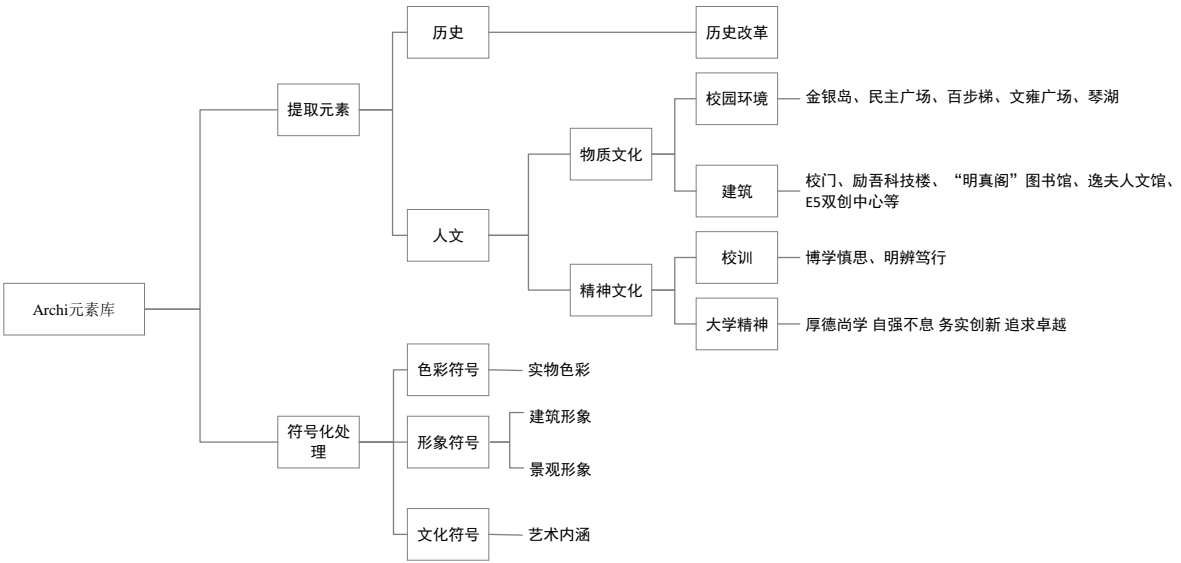 历史
历史改革
提取元素
校园环境
金银岛、民主广场、百步梯、文雍广场、琴湖
物质文化
建筑
校门、励吾科技楼、“明真阁”图书馆、逸夫人文馆、
E5双创中心等
人文
校训
博学慎思、明辨笃行
精神文化
大学精神
厚德尚学 自强不息 务实创新 追求卓越
Archi元素库
色彩符号
实物色彩
符号化处
理
形象符号
建筑形象
景观形象
文化符号
艺术内涵